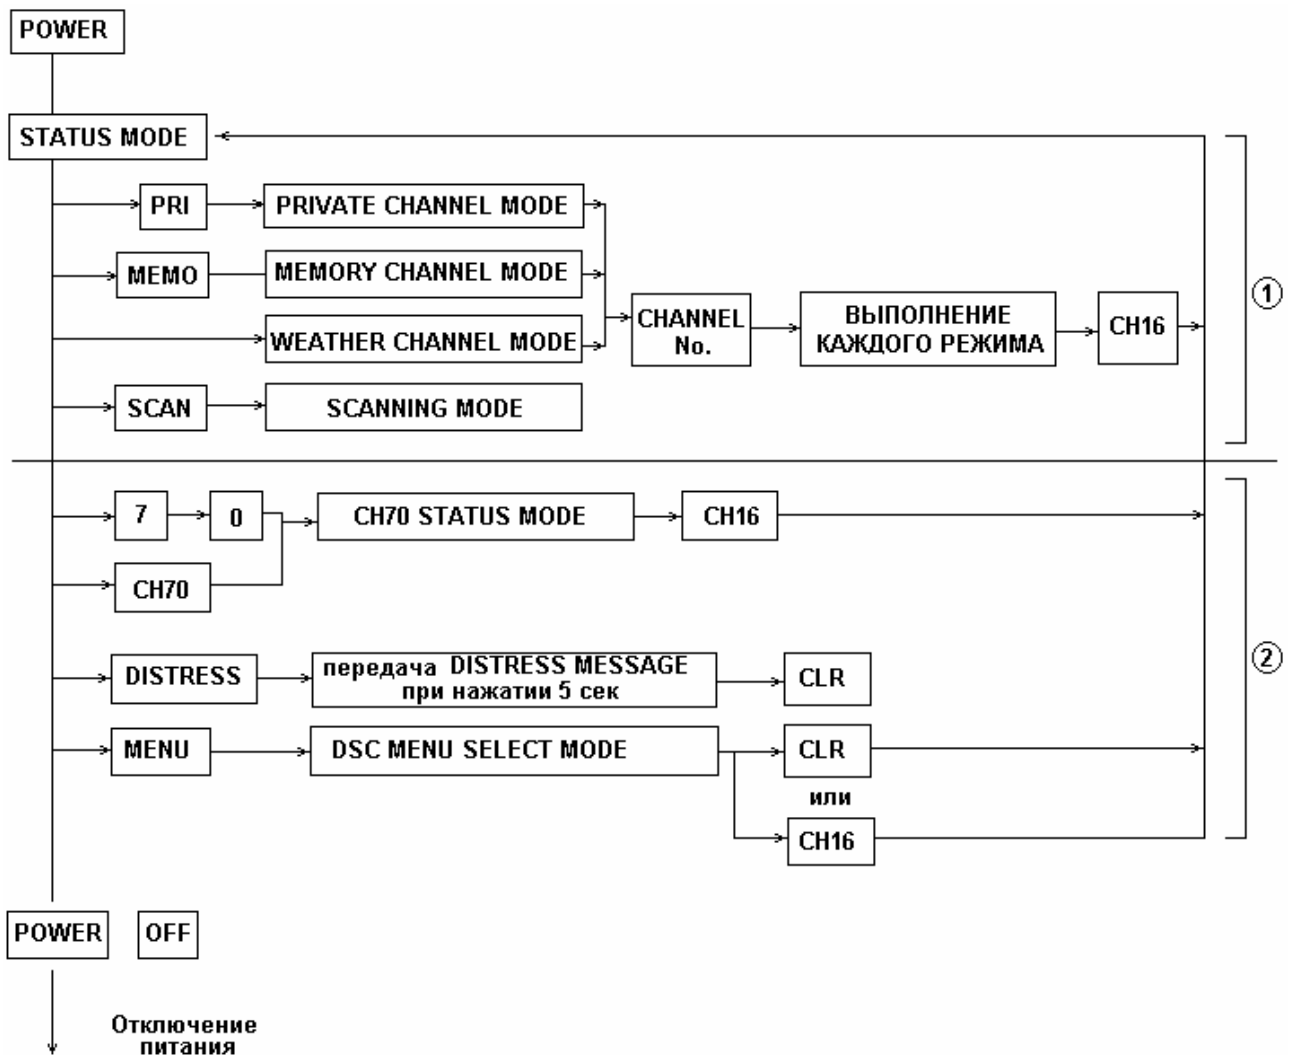 POWER
STATUS MODE
PRI
PRIVATE CHANNEL MODE
MEMO
MEMORY CHANNEL MODE
WEATHER CHANNEL MODE
SCAN
SCANNING MODE
CHANNEL
No.
ВЫПОЛНЕНИЕ
КАЖДОГО РЕЖИМА
CH16
1
7
0
CH70 STATUS MODE
CH16
CH70
DISTRESS
передача DISTRESS MESSAGE
при нажатии 5 сек
CLR
MENU
DSC MENU SELECT MODE
CLR
или
CH16
2
POWER
OFF
Отключение
питания